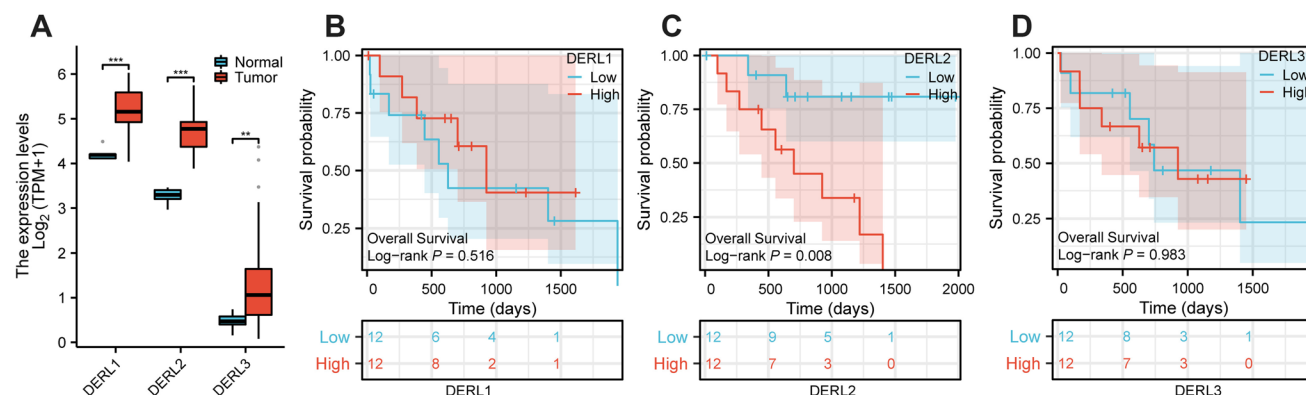 A
The expression levels
Log2 (TPM+1)
6
5
4
3
2
1
0
***
***
**
Normal
Tumor
DERL1
DERL2
DERL3
B
Survival probability
1.00
0.75
0.50
0.25
DERL1
Low
High
Overall Survival
Log−rank P = 0.516
0 500 1000 1500
Time (days)
Low 12 6 4 1
High 12 8 2 1
DERL1
C
Survival probability
1.00
0.75
0.50
0.25
DERL2
Low
High
Overall Survival
Log−rank P = 0.008
0 500 1000 1500 2000
Time (days)
Low 12 9 5 1
High 12 7 3 0
DERL2
D
Survival probability
1.00
0.75
0.50
0.25
DERL3
Low
High
Overall Survival
Log−rank P = 0.983
0 500 1000 1500
Time (days)
Low 12 8 3 1
High 12 7 3 0
DERL3